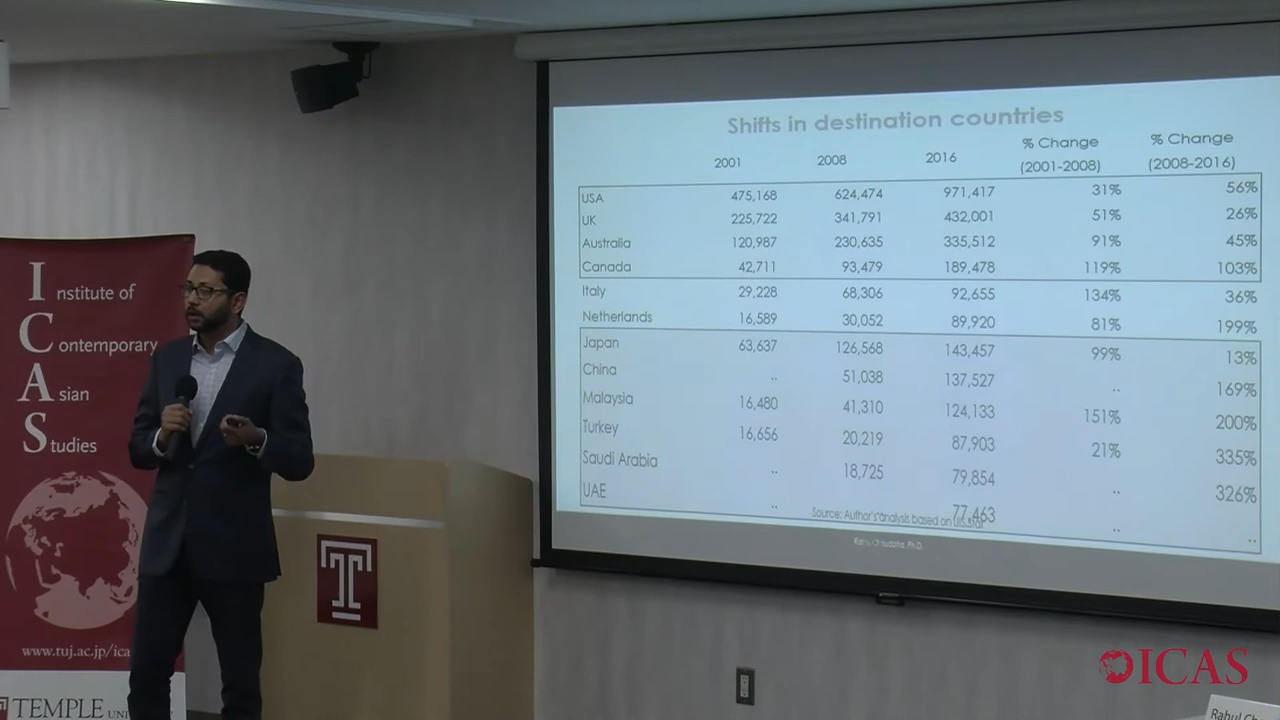 Institute of
Contemporary
Asian
Studies
www.tuj.ac.jp/ica
TEMPLE UNI
T
Shifts in destination countries
2001 2008 2016 % Change (2001-2008) % Change (2008-2016)
USA 475,168 624,474 971,417 31% 56%
UK 225,722 341,791 432,001 51% 26%
Australia 120,987 230,635 335,512 91% 45%
Canada 42,711 93,479 189,478 119% 103%
Italy 29,228 68,306 92,655 134% 36%
Netherlands 16,589 30,052 89,920 81% 199%
Japan 63,637 126,568 143,457 99% 13%
China .. 51,038 137,527 .. 169%
Malaysia 16,480 41,310 124,133 151% 200%
Turkey 16,656 20,219 87,903 21% 335%
Saudi Arabia .. 18,725 79,854 .. 326%
UAE .. 77,463 .. ..
Source: Author's analysis based on
ICAS
Rahul Ch